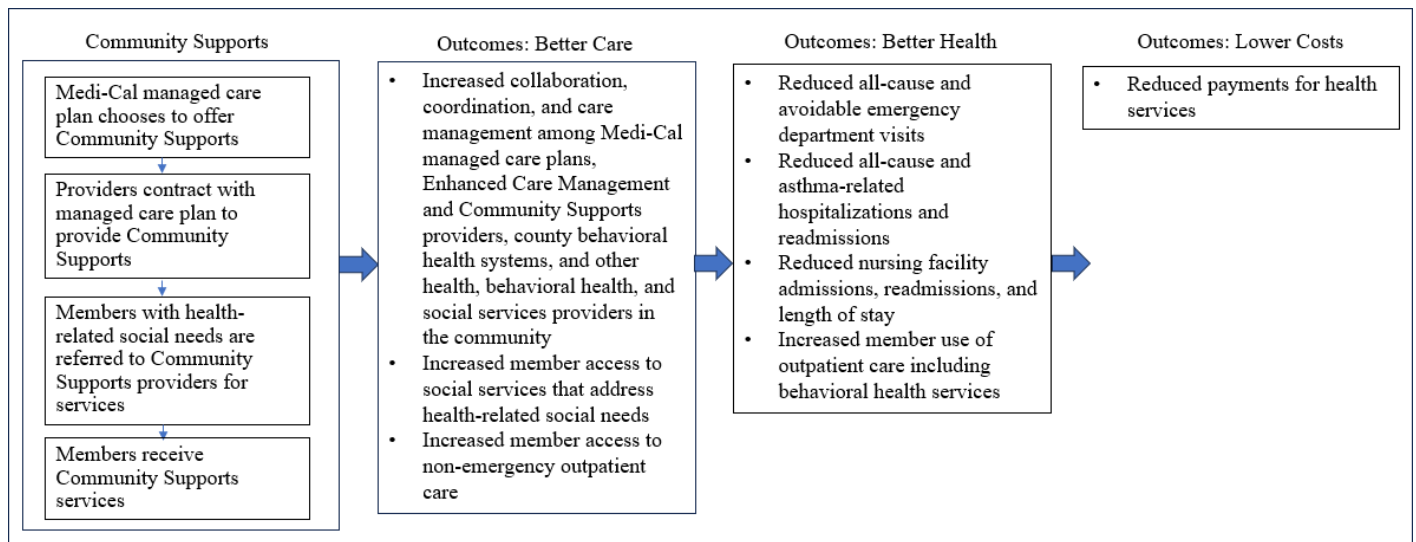 Community Supports
Medi-Cal managed care
plan chooses to offer
Community Supports
Providers contract with
managed care plan to
provide Community
Supports
Members with health-
related social needs are
referred to Community
Supports providers for
services
Members receive
Community Supports
services
Outcomes: Better Care
• Increased collaboration,
coordination, and care
management among Medi-Cal
managed care plans,
Enhanced Care Management
and Community Supports
providers, county behavioral
health systems, and other
health, behavioral health, and
social services providers in
the community
• Increased member access to
social services that address
health-related social needs
• Increased member access to
non-emergency outpatient
care
Outcomes: Better Health
• Reduced all-cause and
avoidable emergency
department visits
• Reduced all-cause and
asthma-related
hospitalizations and
readmissions
• Reduced nursing facility
admissions, readmissions, and
length of stay
• Increased member use of
outpatient care including
behavioral health services
Outcomes: Lower Costs
• Reduced payments for health
services